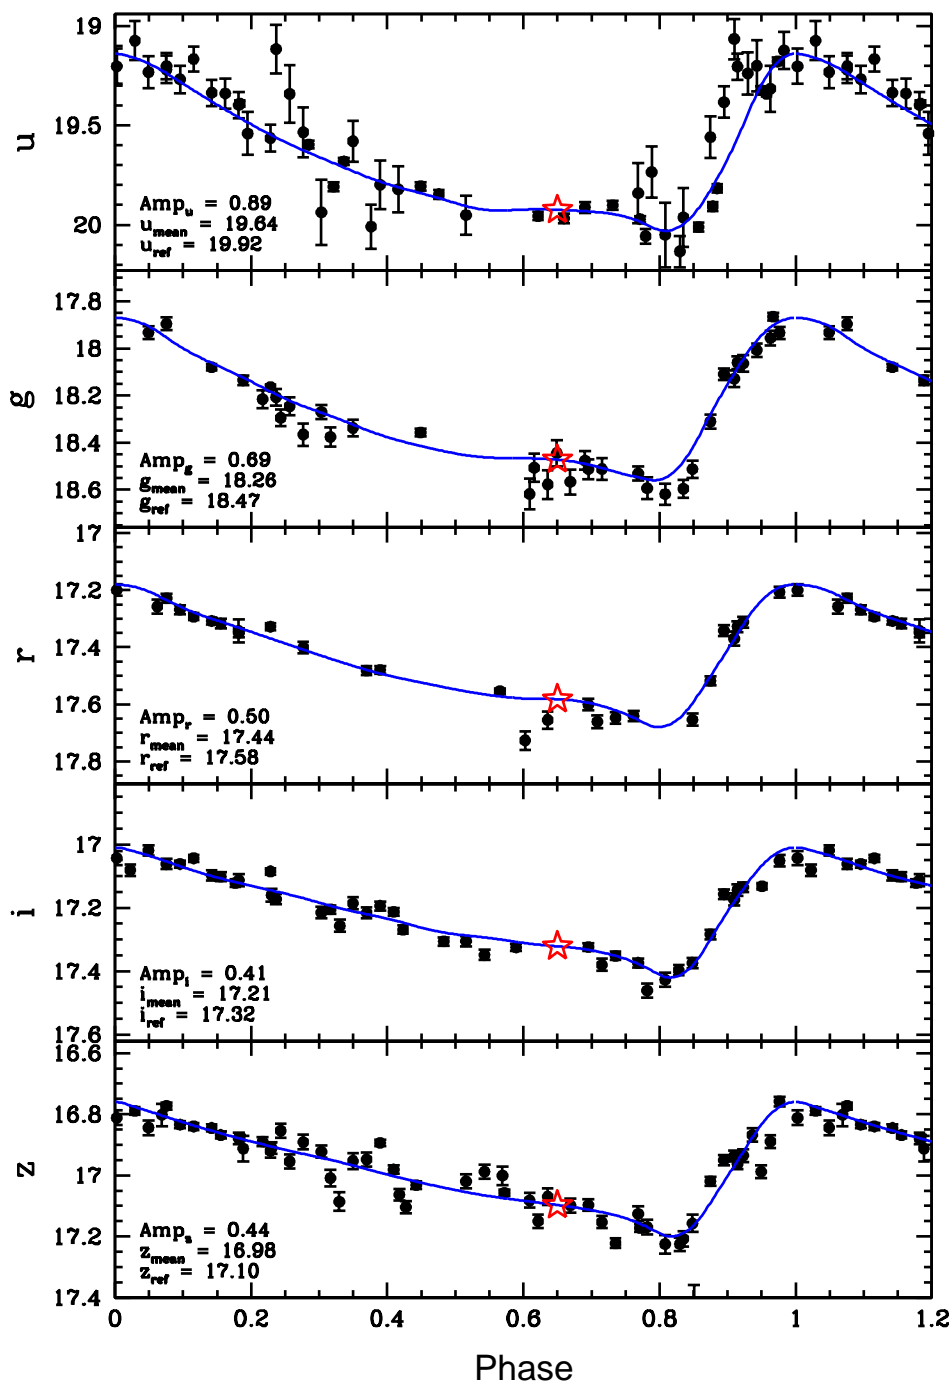 19
19.5
20
u
Amp_u = 0.89
u_mean = 19.64
u_ref = 19.92
17.8
18
18.2
18.4
18.6
g
Amp_g = 0.69
g_mean = 18.26
g_ref = 18.47
17
17.2
17.4
17.6
17.8
r
Amp_r = 0.50
r_mean = 17.44
r_ref = 17.58
17
17.2
17.4
17.6
i
Amp_i = 0.41
i_mean = 17.21
i_ref = 17.32
16.6
16.8
17
17.2
17.4
z
Amp_z = 0.44
z_mean = 16.98
z_ref = 17.10
0 0.2 0.4 0.6 0.8 1 1.2
Phase